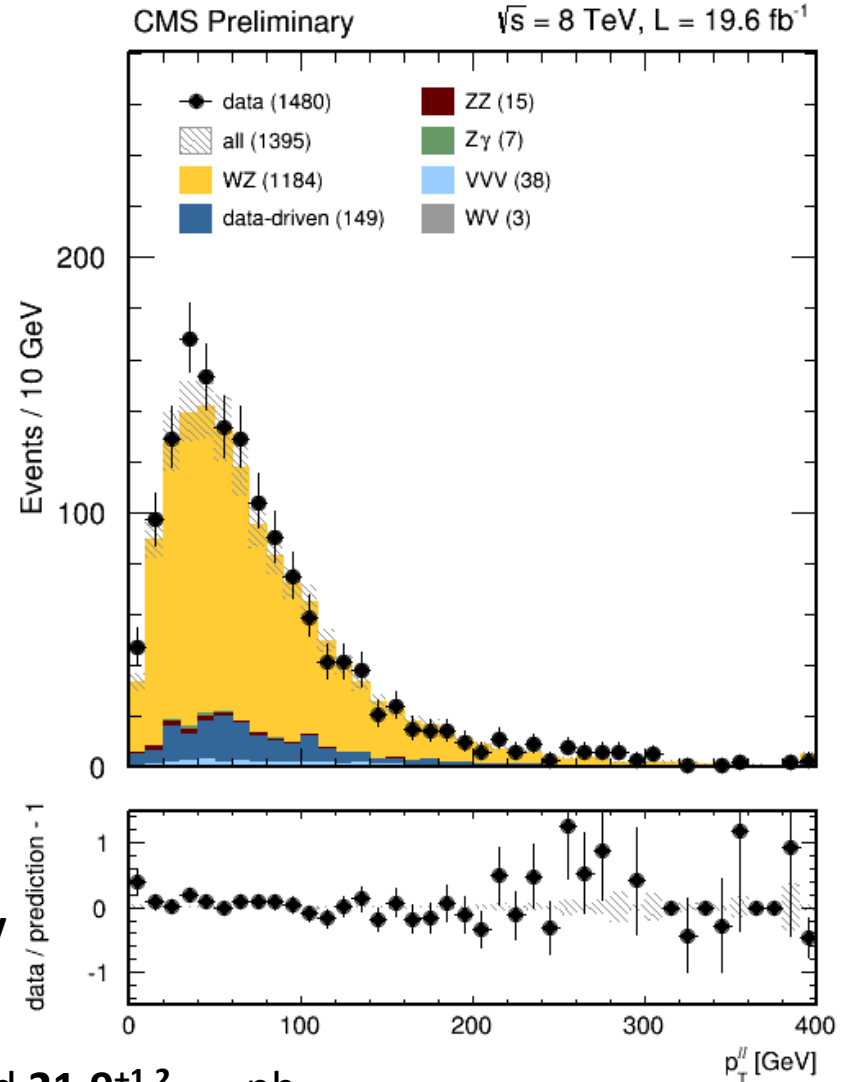 CMS Preliminary √s = 8 TeV, L = 19.6 fb⁻¹
data (1480) ZZ (15)
all (1395) Zγ (7)
WZ (1184) VVV (38)
data-driven (149) WV (3)
Events / 10 GeV
200
100
0
data / prediction - 1
1
0
-1
0 100 200 300 400
p_T^ll [GeV]